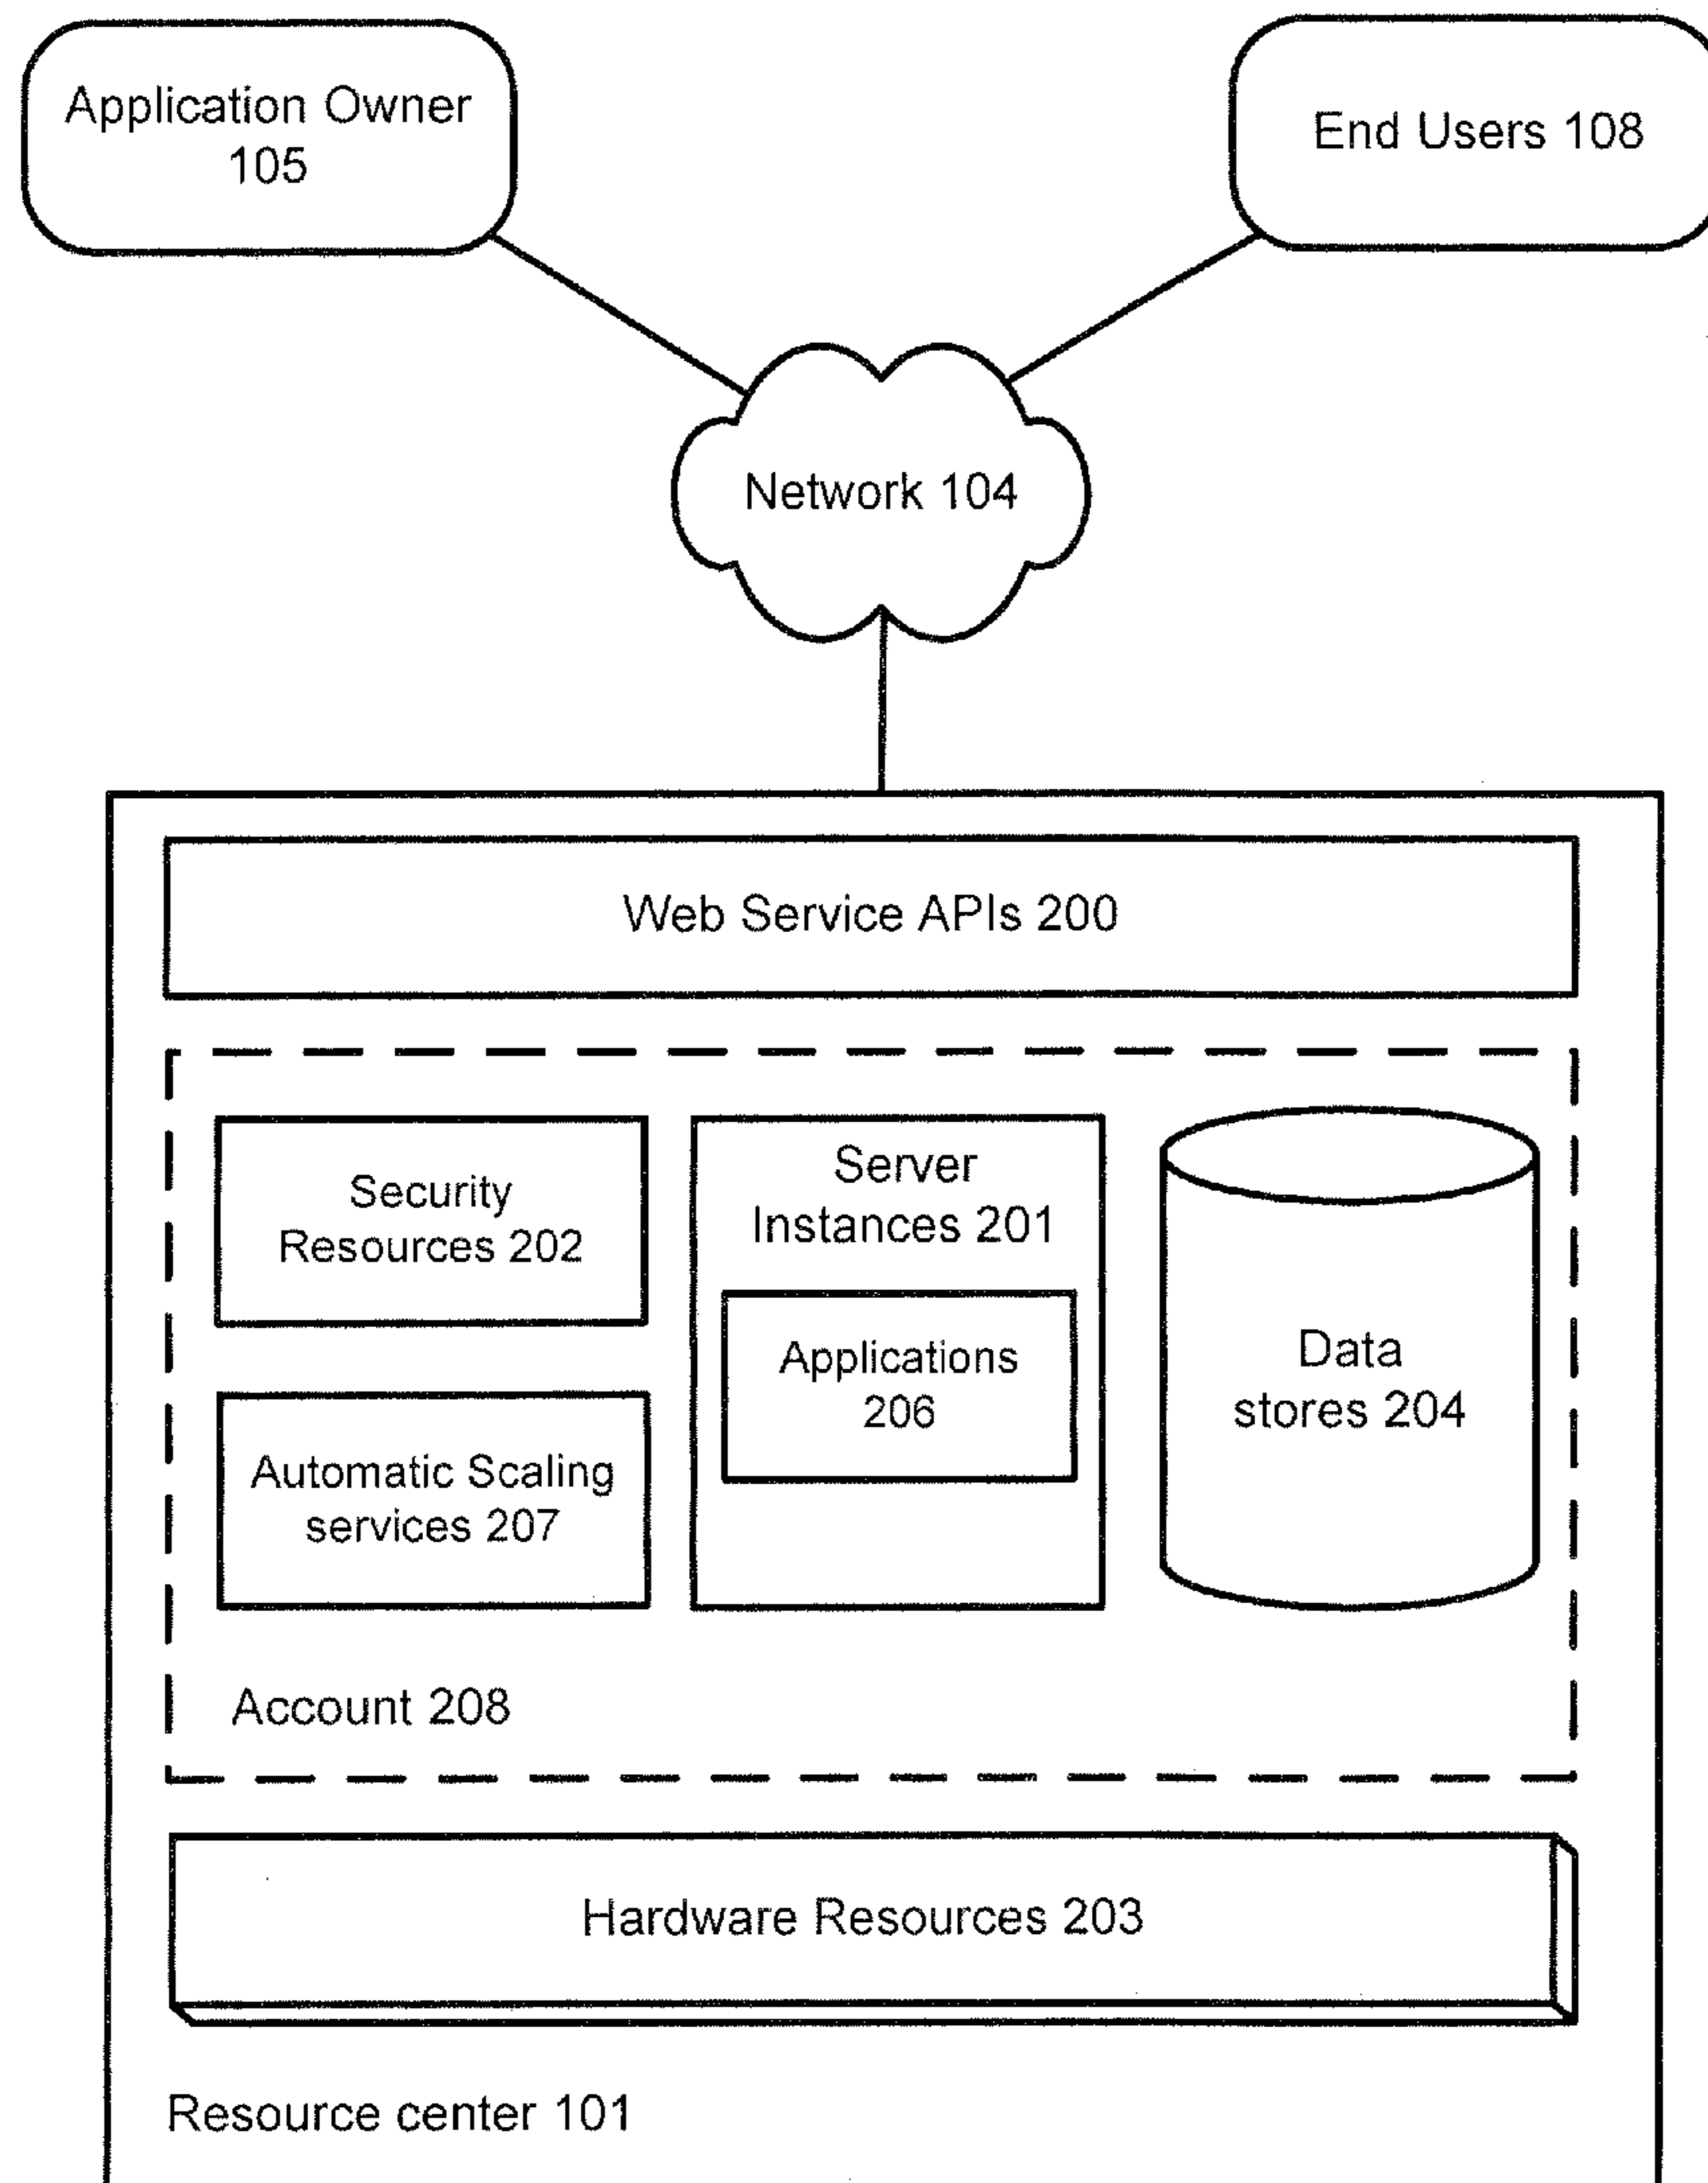 Application Owner
105
End Users 108
Network 104
Web Service APIs 200
Security
Resources 202
Server
Instances 201
Applications
206
Data
stores 204
Automatic Scaling
services 207
Account 208
Hardware Resources 203
Resource center 101